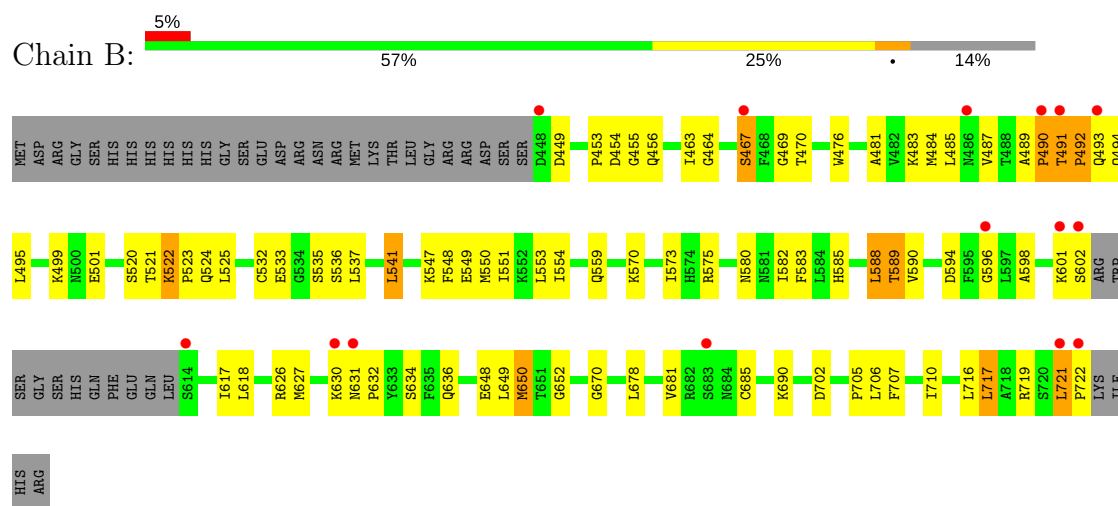 5%
Chain B:
57% 25% • 14%
MET ASP ARG GLY SER HIS HIS HIS HIS HIS HIS GLY SER GLU ASP ARG ASN ARG MET LYS THR LEU GLY ARG ARG ASP SER SER D448 D449 P453 D454 G455 Q456 I463 G464 S467 F468 G469 T470 W476 A481 V482 K483 M484 L485 N486 V487 T488 A489 P490 T491 P492 Q493 Q494
L495 K499 N500 E501 S520 T521 K522 P523 Q524 L525 C532 E533 G534 S535 S536 L537 L541 K547 F548 E549 M550 I551 K552 L553 I554 Q559 K570 I573 H574 R575 N580 N581 I582 F583 L584 H585 L588 T589 V590 D594 F595 G596 L597 A598 K601 S602 ARG TRP
SER GLY SER HIS GLN PHE GLU GLN LEU S614 I617 L618 R626 M627 K630 N631 P632 Y633 S634 F635 Q636 E648 L649 M650 T651 G652 G670 L678 V681 R682 S683 N684 C685 K690 D702 P705 L706 F707 I710 L716 L717 A718 R719 S720 L721 P722 LYS ILE
HIS ARG